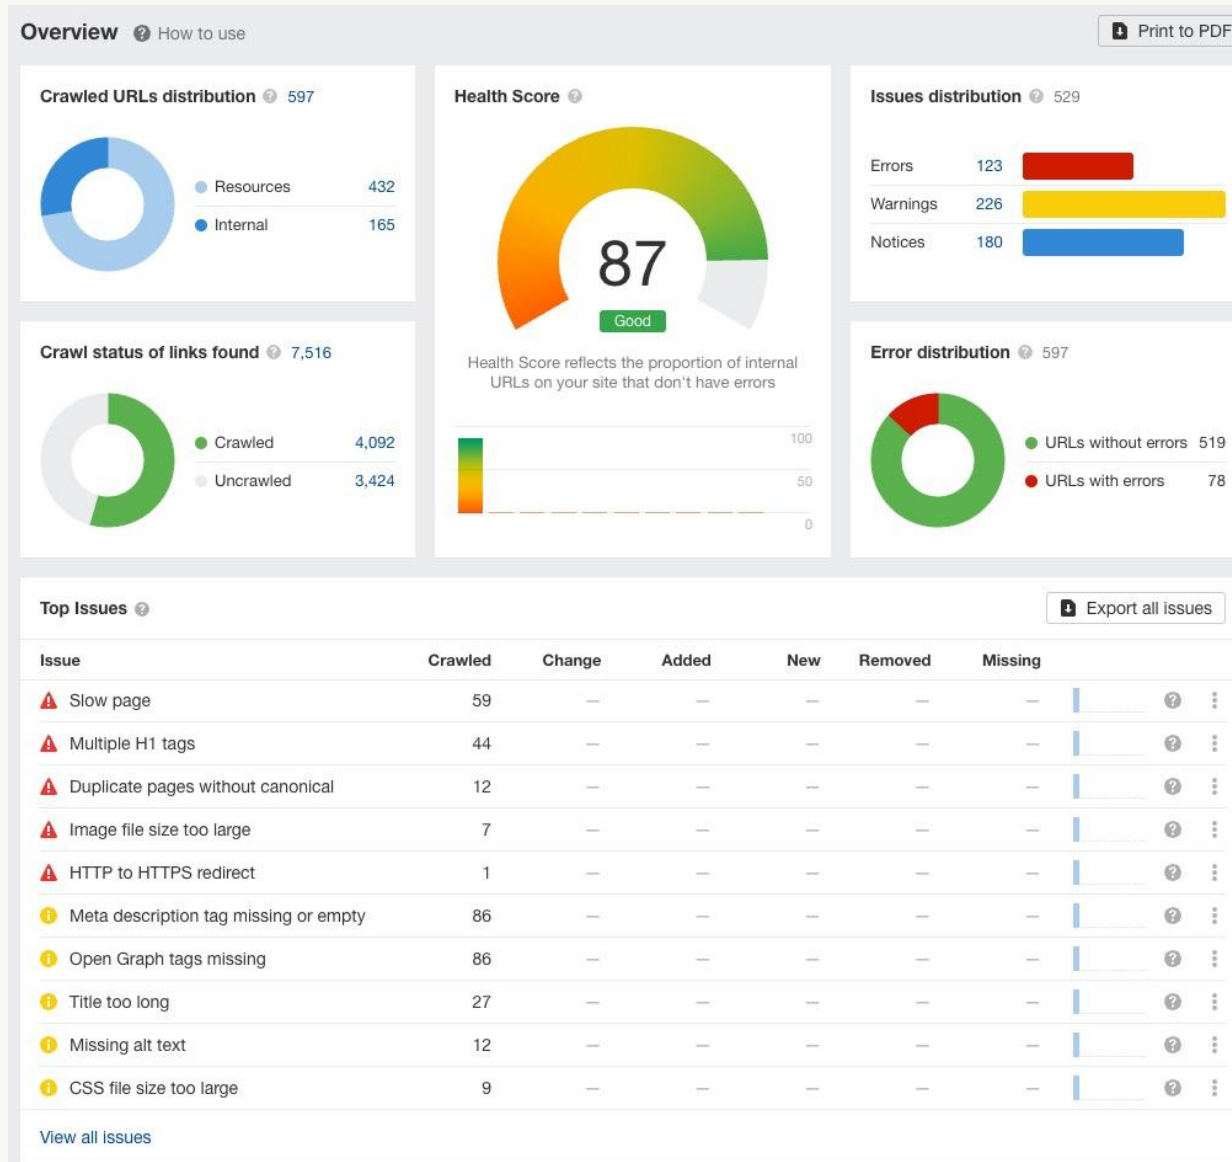 Overview ? How to use
Print to PDF
Crawled URLs distribution ? 597
Resources 432
Internal 165
Health Score ?
87
Good
Health Score reflects the proportion of internal
URLs on your site that don't have errors
100
50
0
Issues distribution ? 529
Errors 123
Warnings 226
Notices 180
Crawl status of links found ? 7,516
Crawled 4,092
Uncrawled 3,424
Error distribution ? 597
URLs without errors 519
URLs with errors 78
Top Issues ?
Export all issues
Issue Crawled Change Added New Removed Missing
Slow page 59 — — — — — ?
Multiple H1 tags 44 — — — — — ?
Duplicate pages without canonical 12 — — — — — ?
Image file size too large 7 — — — — — ?
HTTP to HTTPS redirect 1 — — — — — ?
Meta description tag missing or empty 86 — — — — — ?
Open Graph tags missing 86 — — — — — ?
Title too long 27 — — — — — ?
Missing alt text 12 — — — — — ?
CSS file size too large 9 — — — — — ?
View all issues